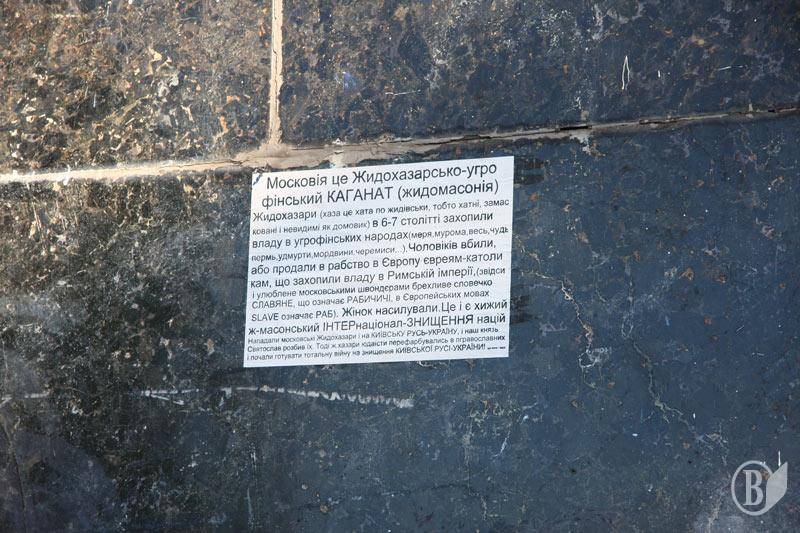 Московія це Жидохазарсько-угро
фінський КАГАНАТ (жидомасонія)
Жидохазари (хаза це хата по жидівськи, тобто хатні, замас
ковані і невидимі як домовик) в 6-7 столітті захопили
владу в угрофінських народах(меря,мурома,весь,чудь
пермь,удмурти,мордвини,черемиси...).Чоловиків вбили,
або продали в рабство в Європу євреям-католи
кам, що захопили владу в Римській імперії,(звідси
і улюблене московськими швондєрами брехливе словечко
СЛАВЯНЕ, що означає РАБИЧИЧІ, в Європейських мовах
SLAVE означає РАБ). Жінок насилували.Це і є хижий
ж-масонський ІНТЕРнаціонал-ЗНИЩЕННЯ націй
Нападали московські Жидохазари і на КИЇВСЬКУ РУСЬ-УКРАЇНУ, і наш князь
Святослав розбив їх. Тоді ж хазари юдаїсти перефарбувались в православних
і почали готувати тотальну війну на знищення КИЇВСЬКОЇ РУСІ-УКРАЇНИ!
В